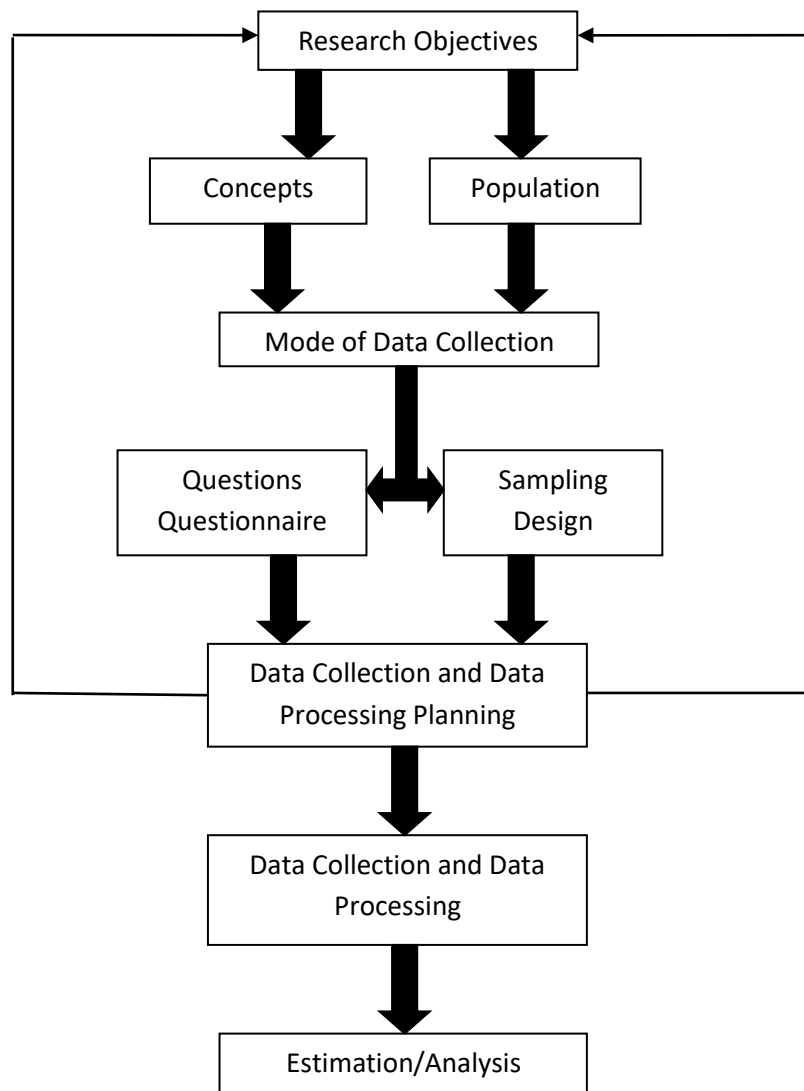 Research Objectives
Concepts
Population
Mode of Data Collection
Questions
Questionnaire
Sampling
Design
Data Collection and Data
Processing Planning
Data Collection and Data
Processing
Estimation/Analysis